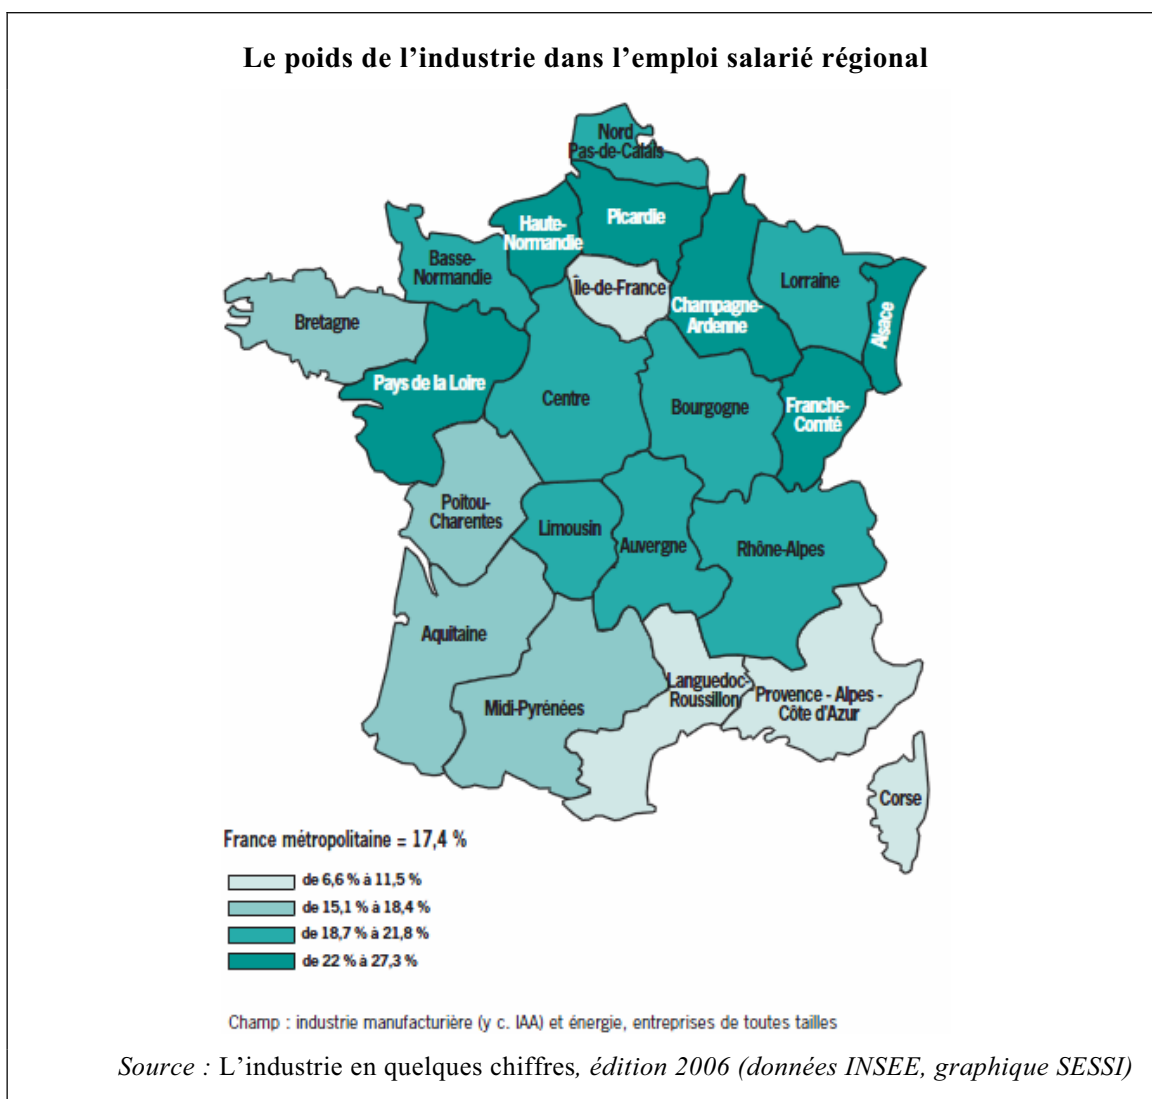 Le poids de l’industrie dans l’emploi salarié régional
Nord
Pas-de-Calais
Haute-
Normandie
Picardie
Basse-
Normandie
Île-de-France
Champagne-
Ardenne
Lorraine
Alsace
Bretagne
Pays de la Loire
Centre
Bourgogne
Franche-
Comté
Poitou-
Charentes
Limousin
Auvergne
Rhône-Alpes
Aquitaine
Midi-Pyrénées
Languedoc-
Roussillon
Provence - Alpes -
Côte d'Azur
Corse
France métropolitaine = 17,4 %
de 6,6 % à 11,5 %
de 15,1 % à 18,4 %
de 18,7 % à 21,8 %
de 22 % à 27,3 %
Champ : industrie manufacturière (y c. IAA) et énergie, entreprises de toutes tailles
Source : L’industrie en quelques chiffres, édition 2006 (données INSEE, graphique SESSI)